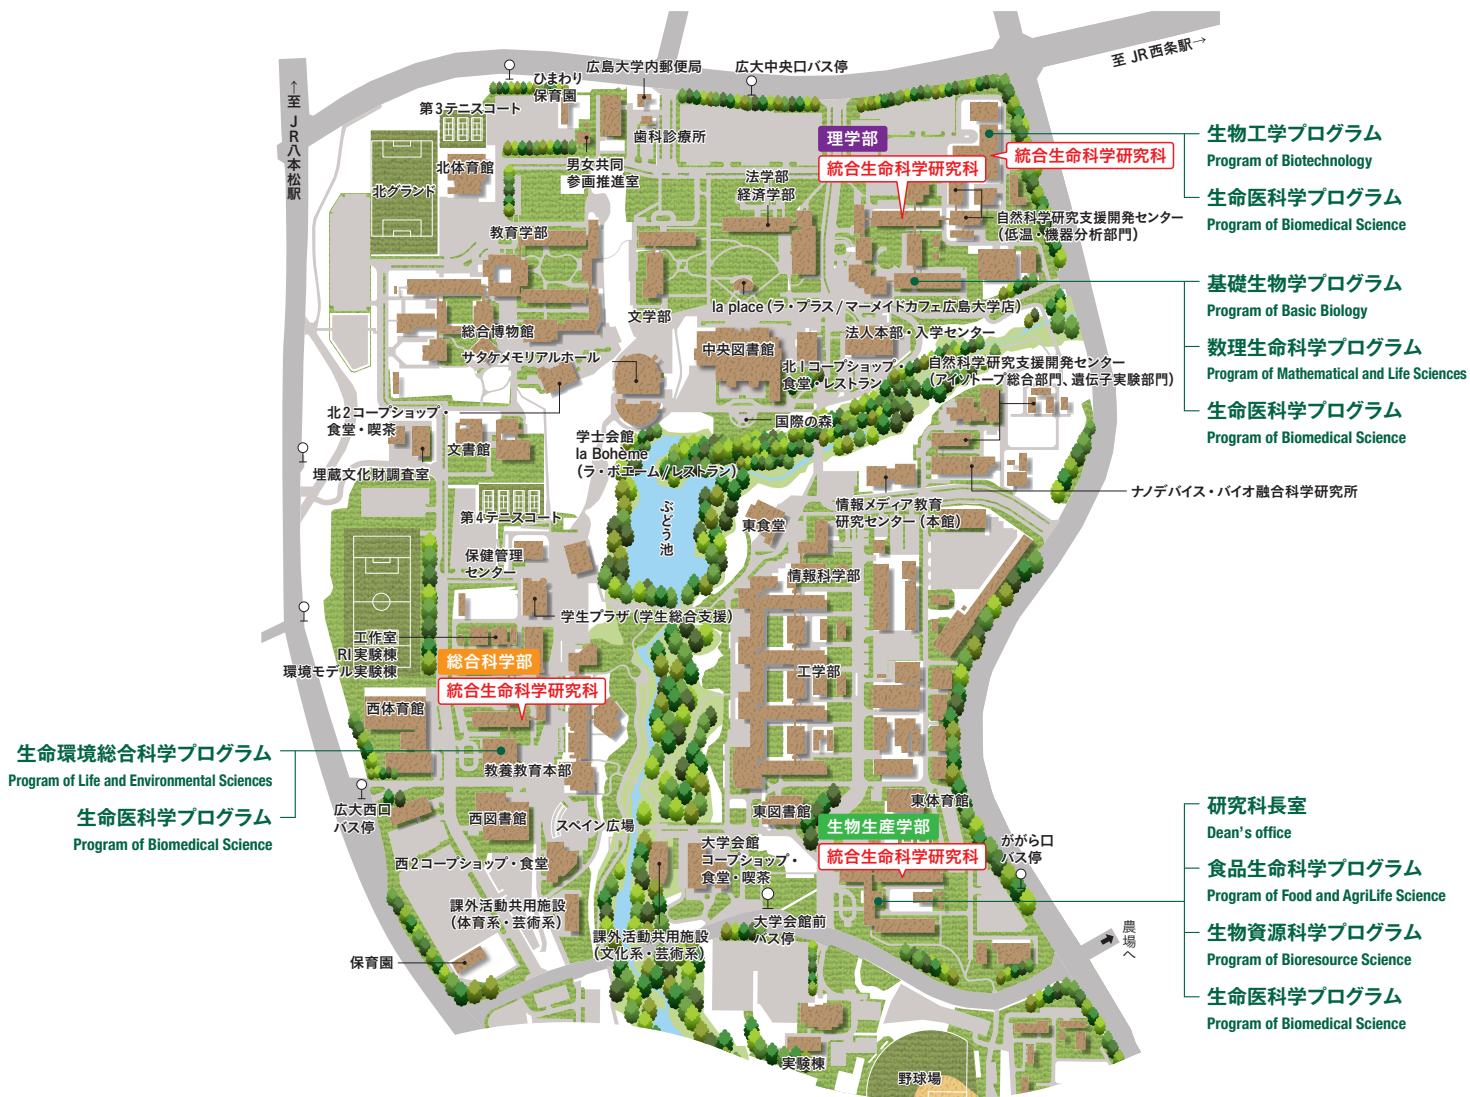 至 JR西条駅→
←至JR八本松駅
ひまわり
保育園
広島大学内郵便局
広大中央口バス停
第3テニスコート
歯科診療所
男女共同
参画推進室
北体育館
北グランド
理学部
統合生命科学研究科
統合生命科学研究科
法学部
経済学部
自然科学研究支援開発センター
(低温・機器分析部門)
教育学部
文学部
la place (ラ・プラス/マーメイドカフェ広島大学店)
総合博物館
サタケメモリアルホール
中央図書館
法人本部・入学センター
北1コープショップ・
食堂・レストラン
自然科学研究支援開発センター
(アイソトープ総合部門、遺伝子実験部門)
北2コープショップ・
食堂・喫茶
文書館
埋蔵文化財調査室
国際の森
学士会館
la Bohème
(ラ・ボエーム/レストラン)
ナノデバイス・バイオ融合科学研究所
情報メディア教育
研究センター(本館)
第4テニスコート
ぶどう池
東食堂
保健管理
センター
情報科学部
学生プラザ(学生総合支援)
工作室
RI実験棟
環境モデル実験棟
総合科学部
統合生命科学研究科
工学部
西体育館
教養教育本部
広大西口
バス停
西図書館
スペイン広場
東図書館
東体育館
生物生産学部
統合生命科学研究科
ががら口
バス停
西2コープショップ・食堂
大学会館
コープショップ・
食堂・喫茶
課外活動共用施設
(体育系・芸術系)
大学会館前
バス停
課外活動共用施設
(文化系・芸術系)
保育園
農場へ
実験棟
野球場
生物工学プログラム
Program of Biotechnology
生命医科学プログラム
Program of Biomedical Science
基礎生物学プログラム
Program of Basic Biology
数理生命科学プログラム
Program of Mathematical and Life Sciences
生命医科学プログラム
Program of Biomedical Science
生命環境総合科学プログラム
Program of Life and Environmental Sciences
生命医科学プログラム
Program of Biomedical Science
研究科長室
Dean's office
食品生命科学プログラム
Program of Food and AgriLife Science
生物資源科学プログラム
Program of Bioresource Science
生命医科学プログラム
Program of Biomedical Science